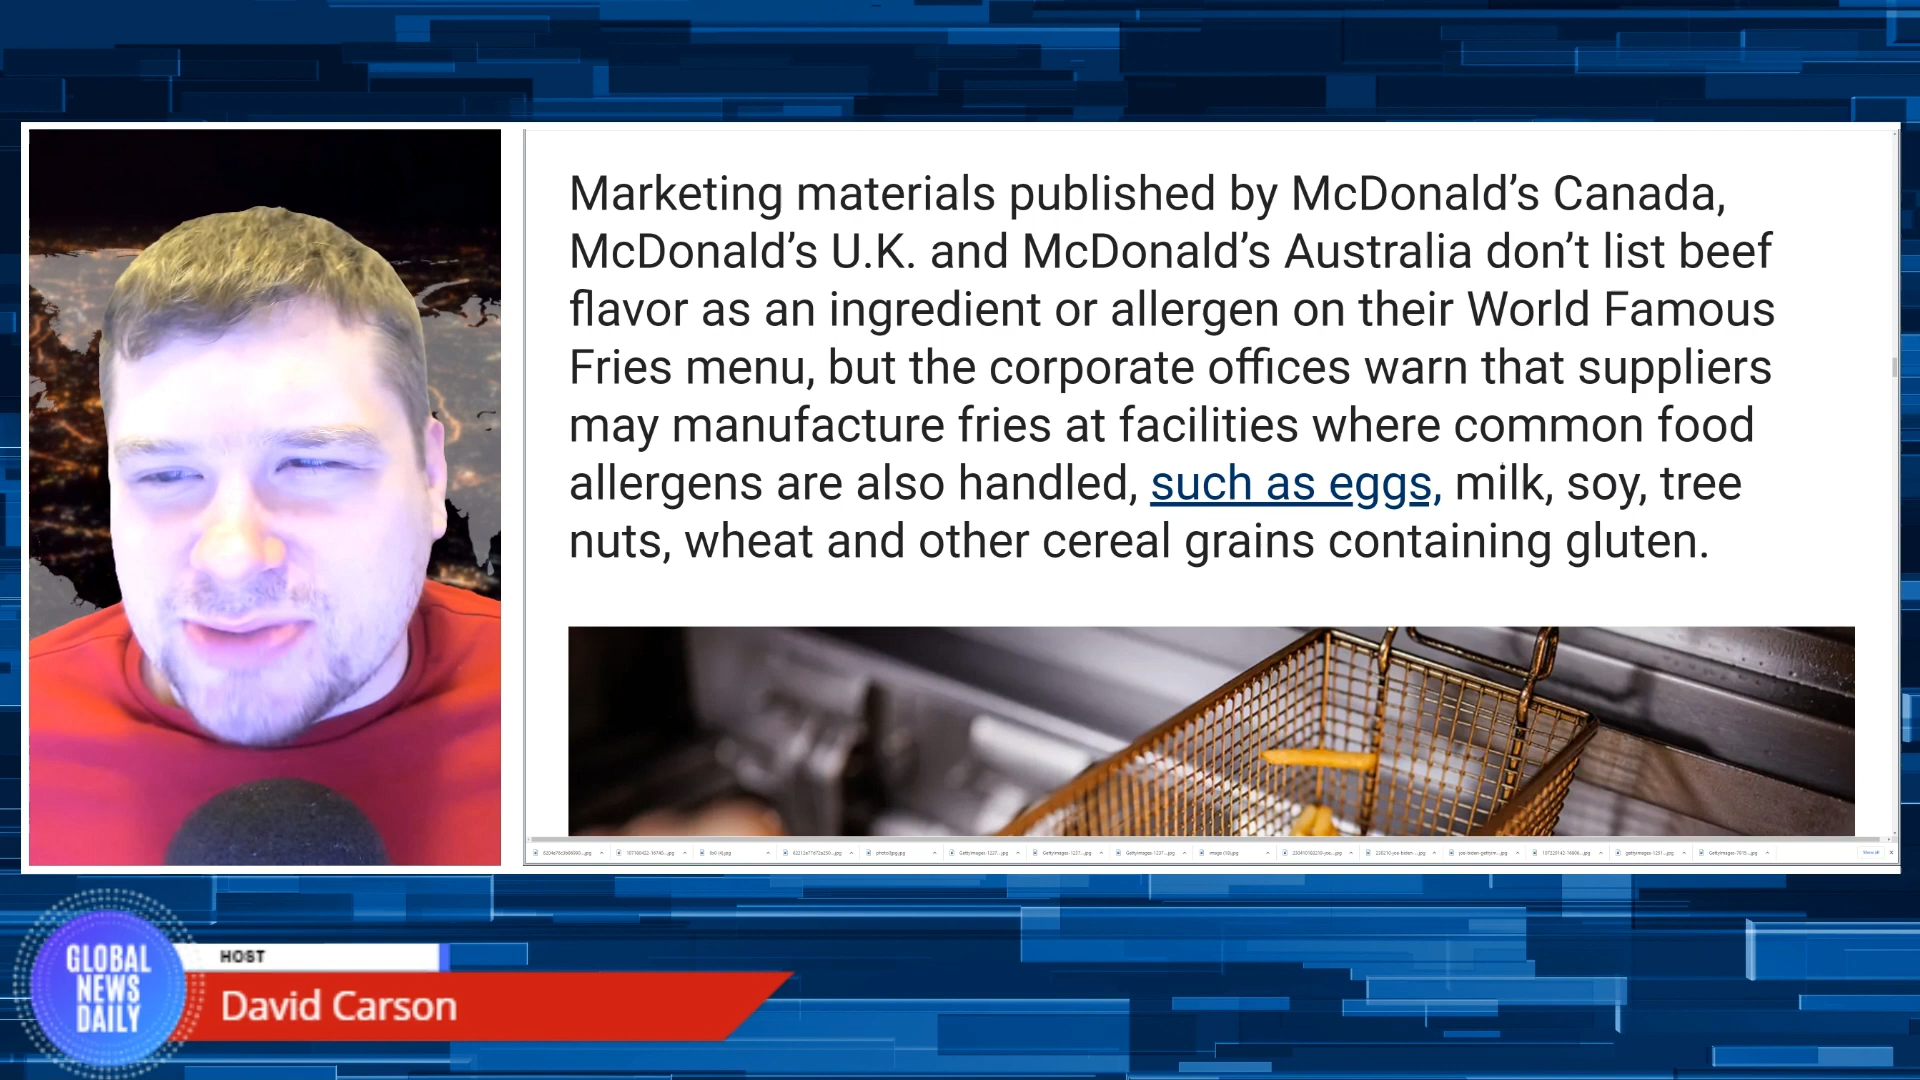 Marketing materials published by McDonald’s Canada,
McDonald’s U.K. and McDonald’s Australia don’t list beef
flavor as an ingredient or allergen on their World Famous
Fries menu, but the corporate offices warn that suppliers
may manufacture fries at facilities where common food
allergens are also handled, such as eggs, milk, soy, tree
nuts, wheat and other cereal grains containing gluten.
Show all
GLOBAL
NEWS
DAILY
HOST
David Carson